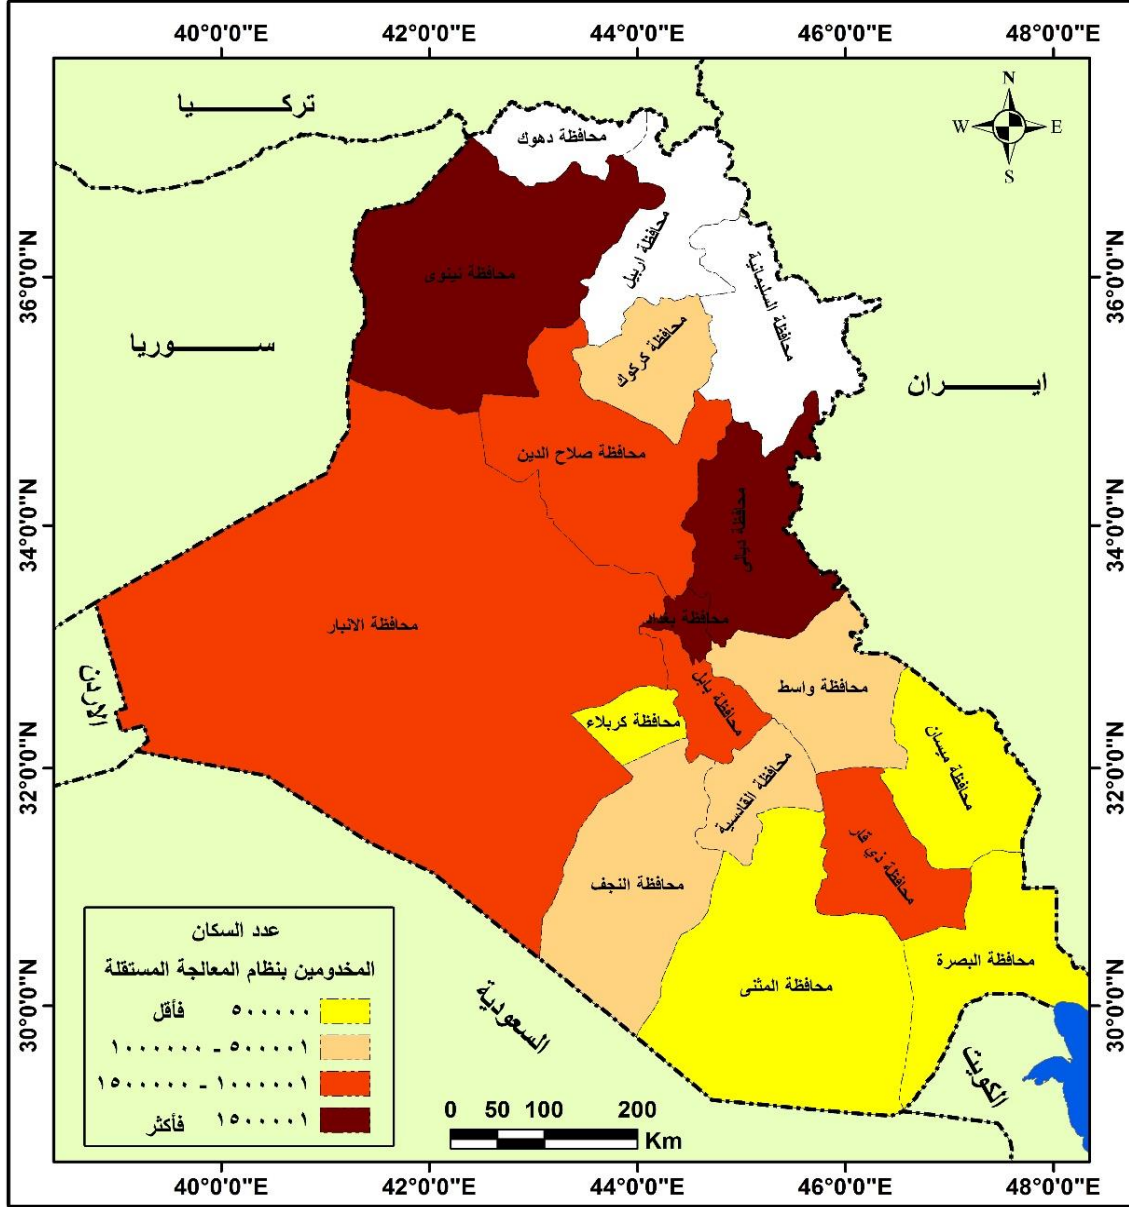 40°0'0"E 42°0'0"E 44°0'0"E 46°0'0"E 48°0'0"E
N
W E
S
تركـــــــيا
محافظة دهوك
36°0'0"N
محافظة نينوى
محافظة اربيل
محافظة السليمانية
36°0'0"N
ســـــــوريا
محافظة كركوك
ايـــــــران
محافظة صلاح الدين
34°0'0"N
محافظة ديالى
34°0'0"N
محافظة الانبار
محافظة بغداد
الاردن
محافظة بابل
محافظة واسط
محافظة كربلاء
محافظة ميسان
32°0'0"N
محافظة القادسية
32°0'0"N
محافظة النجف
محافظة ذي قار
محافظة المثنى
محافظة البصرة
30°0'0"N
السعودية
الكويت
30°0'0"N
عدد السكان
المخدومين بنظام المعالجة المستقلة
٥٠٠٠٠٠ فأقل
٥٠٠٠٠١ - ١٠٠٠٠٠٠
١٠٠٠٠٠١ - ١٥٠٠٠٠٠
١٥٠٠٠٠١ فأكثر
0 50 100 200
Km
40°0'0"E 42°0'0"E 44°0'0"E 46°0'0"E 48°0'0"E